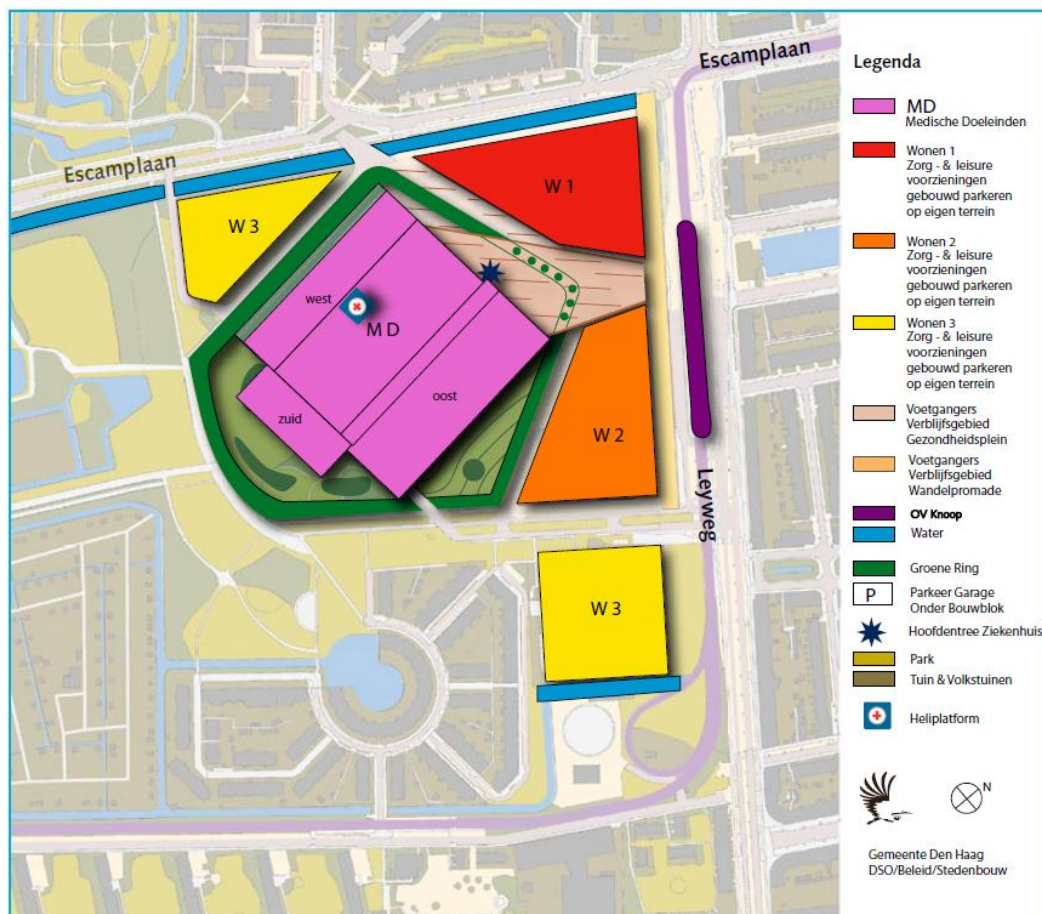 Escamplaan
Escamplaan
W 1
W 3
west
M D
oost
zuid
W 2
Leyweg
W 3
Legenda
MD
Medische Doeleinden
Wonen 1
Zorg - & leisure
voorzieningen
gebouwd parkeren
op eigen terrein
Wonen 2
Zorg - & leisure
voorzieningen
gebouwd parkeren
op eigen terrein
Wonen 3
Zorg - & leisure
voorzieningen
gebouwd parkeren
op eigen terrein
Voetgangers
Verblijfsgebied
Gezondheidsplein
Voetgangers
Verblijfsgebied
Wandelpromade
OV Knoop
Water
Groene Ring
P Parkeer Garage
Onder Bouwblok
Hoofdentree Ziekenhuis
Park
Tuin & Volkstuinen
Heliplatform
N
Gemeente Den Haag
DSO/Beleid/Stedenbouw